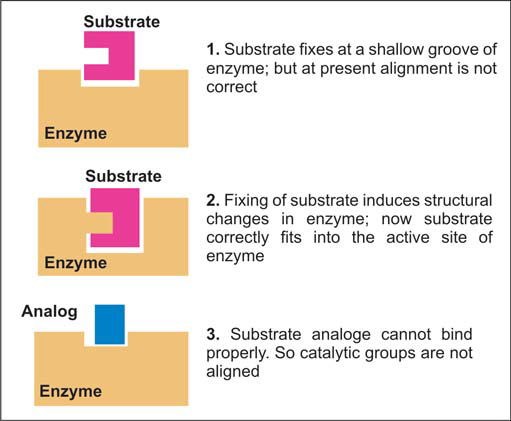 Substrate
Enzyme
1. Substrate fixes at a shallow groove of
enzyme; but at present alignment is not
correct
Substrate
Enzyme
2. Fixing of substrate induces structural
changes in enzyme; now substrate
correctly fits into the active site of
enzyme
Analog
Enzyme
3. Substrate analoge cannot bind
properly. So catalytic groups are not
aligned